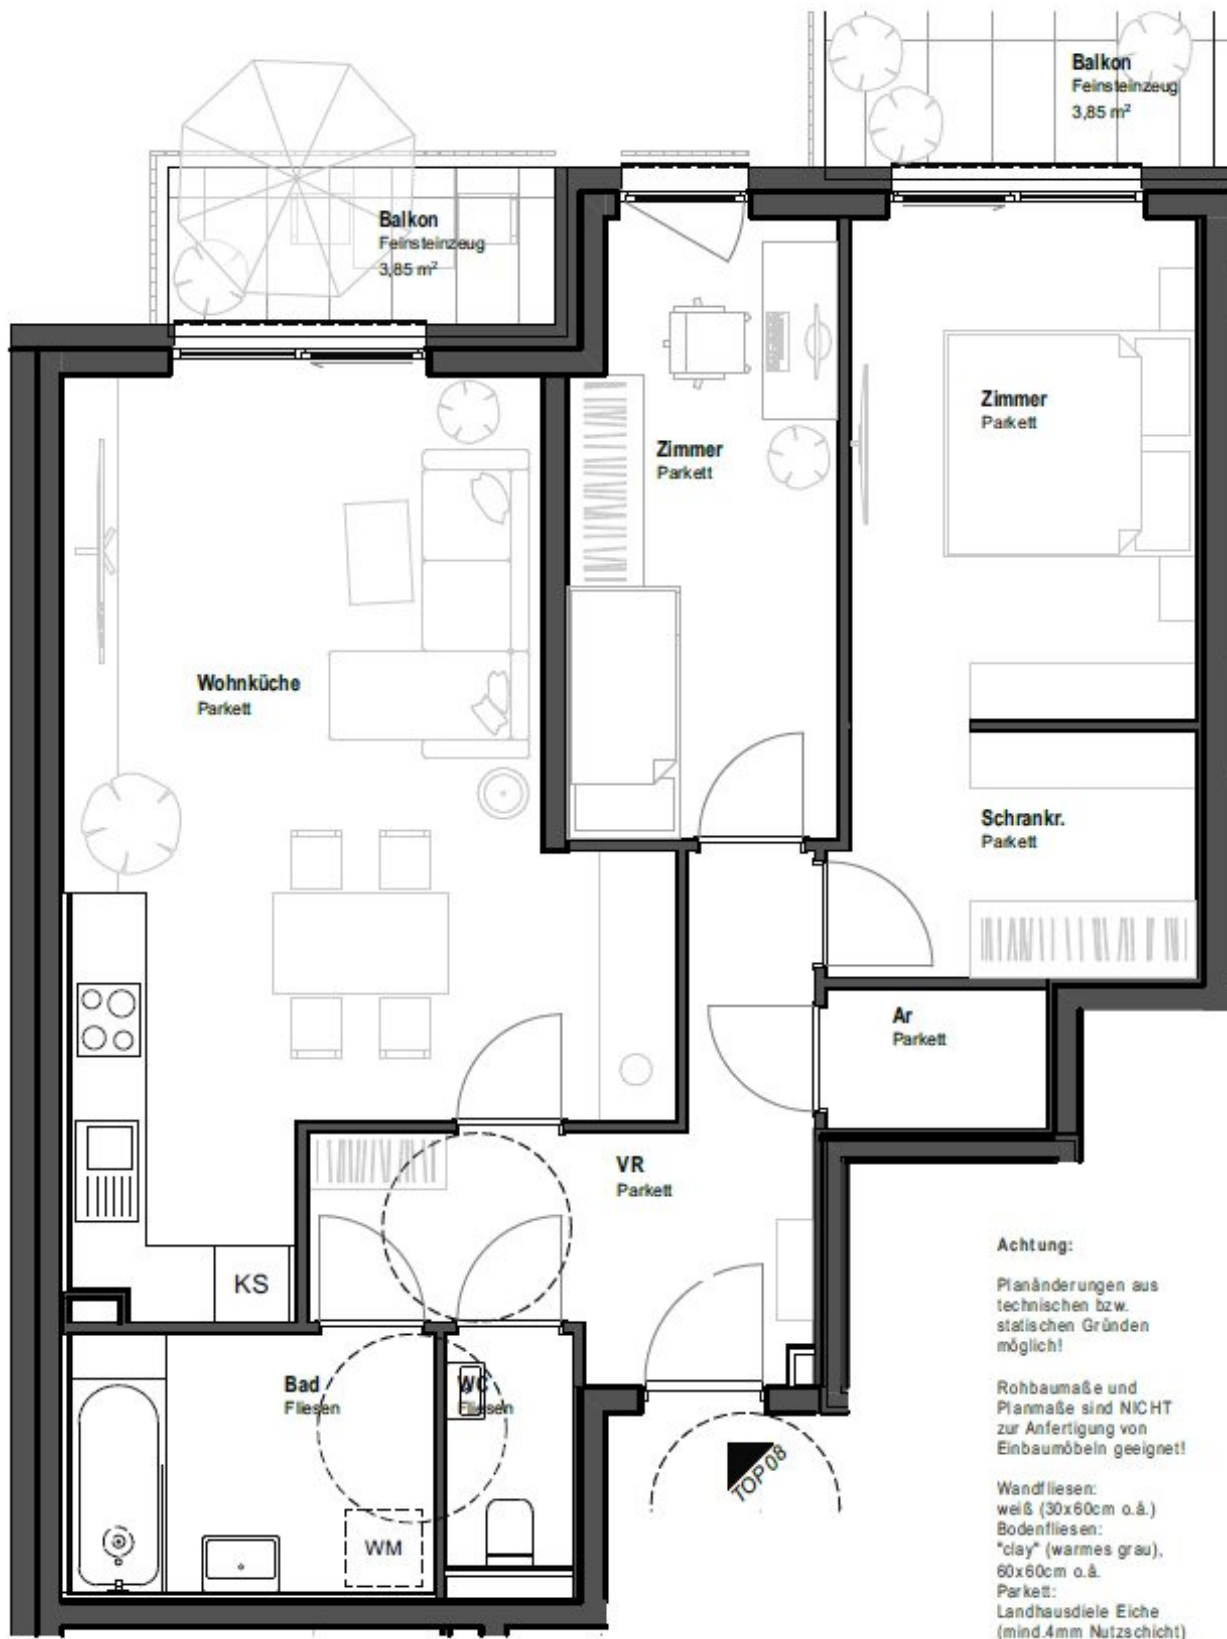 Balkon
Feinsteinzeug
3,85 m²
Balkon
Feinsteinzeug
3,85 m²
Zimmer
Parkett
Zimmer
Parkett
Wohnküche
Parkett
Schrankr.
Parkett
Ar
Parkett
VR
Parkett
KS
Bad
Fliesen
WC
Fliesen
WM
TOP 08
Achtung:
Planänderungen aus
technischen bzw.
statischen Gründen
möglich!
Rohbaumaße und
Planmaße sind NICHT
zur Anfertigung von
Einbaumöbeln geeignet!
Wandfliesen:
weiß (30x60cm o.ä.)
Bodenfliesen:
"clay" (warmes grau),
60x60cm o.ä.
Parkett:
Landhausdiele Eiche
(mind.4mm Nutzschicht)